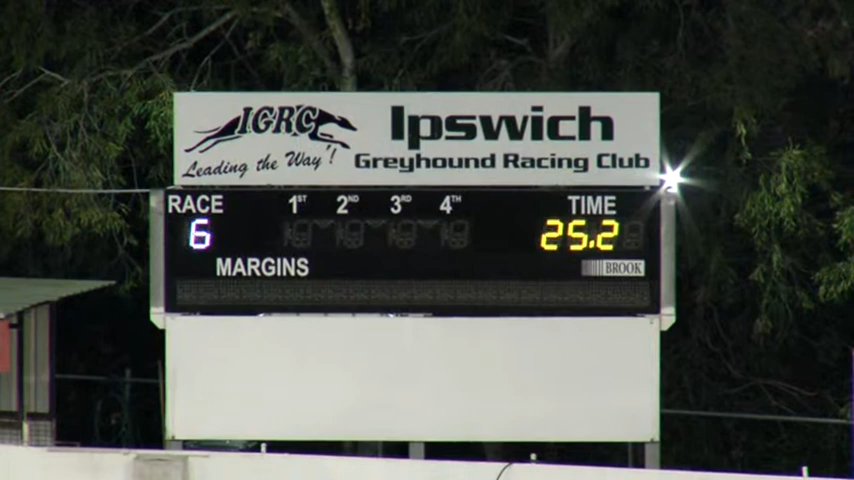 IGRC
Leading the Way'!
Ipswich
Greyhound Racing Club
RACE 1ST 2ND 3RD 4TH TIME
6 25.2
MARGINS BROOK